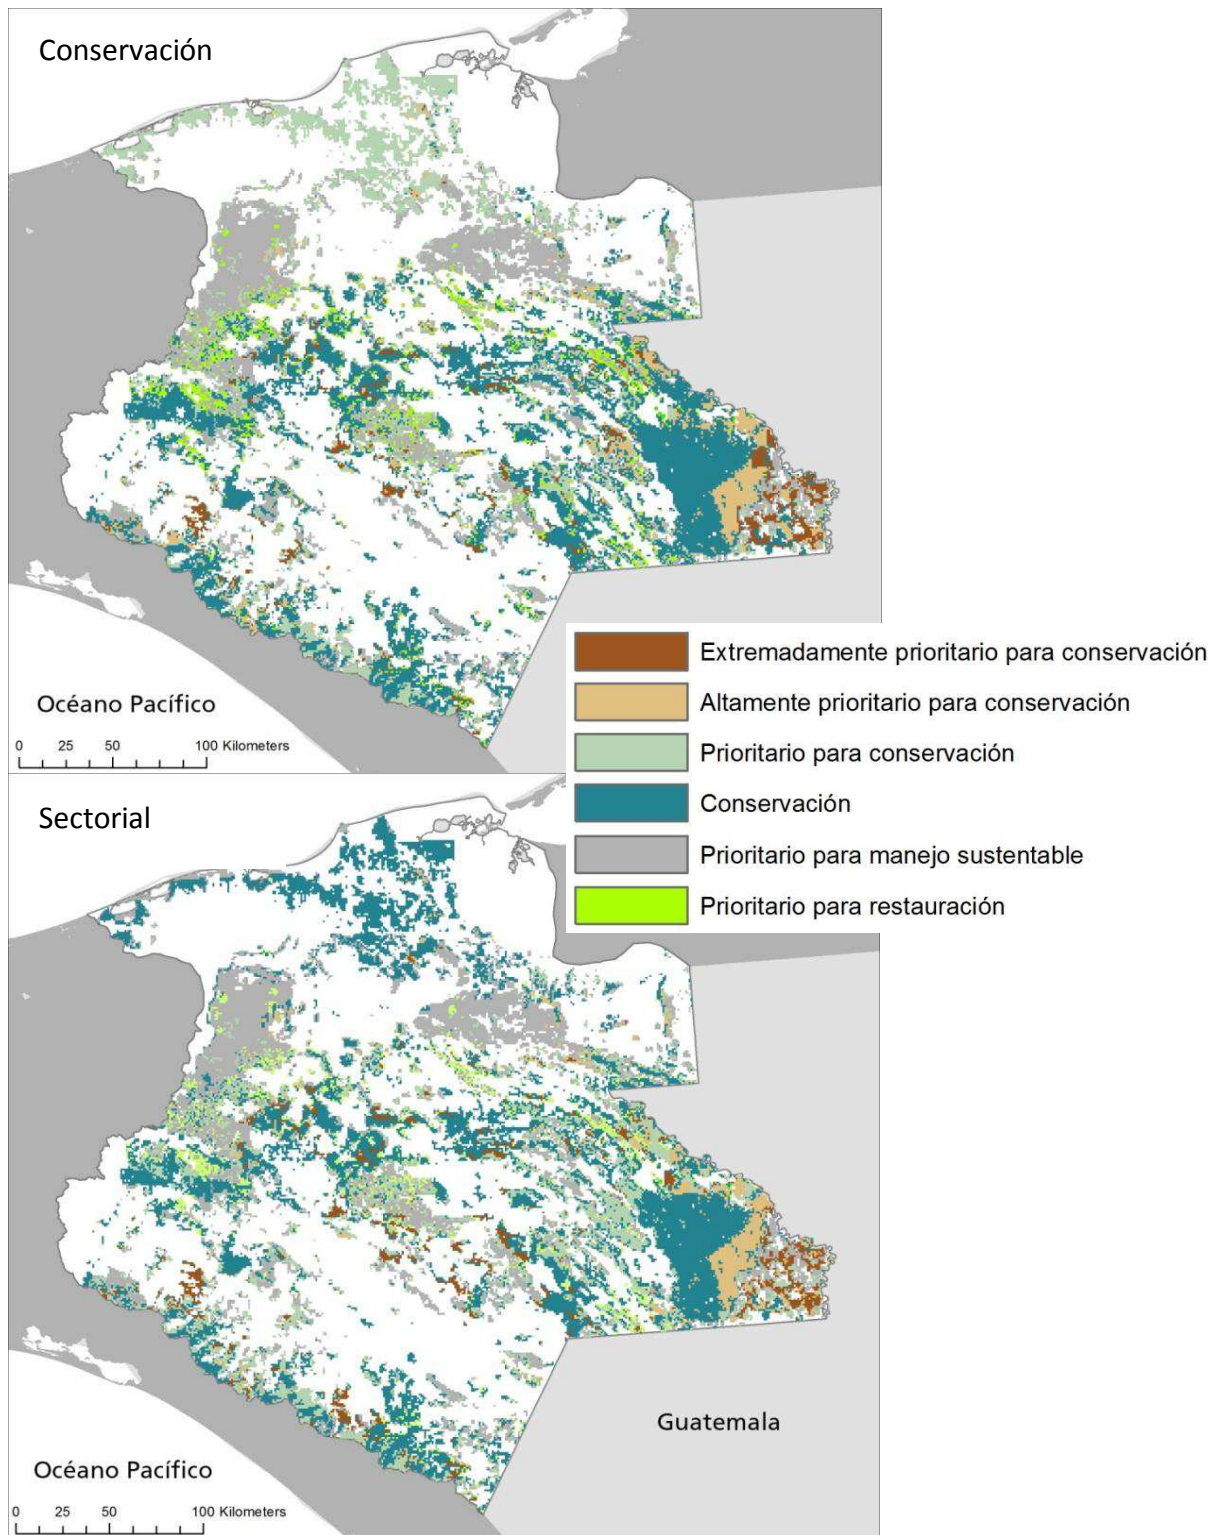 Conservación
Océano Pacífico
0 25 50 100 Kilometers
Extremadamente prioritario para conservación
Altamente prioritario para conservación
Prioritario para conservación
Conservación
Prioritario para manejo sustentable
Prioritario para restauración
Sectorial
Guatemala
Océano Pacífico
0 25 50 100 Kilometers